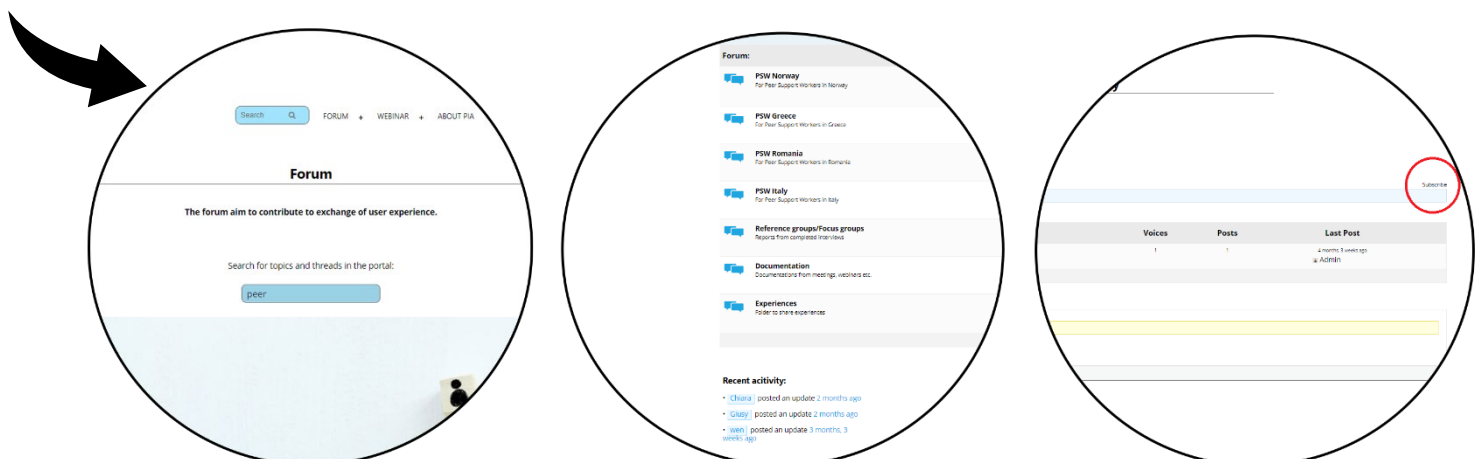 Search
FORUM + WEBINAR + ABOUT PIA
Forum
The forum aim to contribute to exchange of user experience.
Search for topics and threads in the portal:
peer
Forum:
PSW Norway
For Peer Support Workers in Norway
PSW Greece
For Peer Support Workers in Greece
PSW Romania
For Peer Support Workers in Romania
PSW Italy
For Peer Support Workers in Italy
Reference groups/Focus groups
Reports from completed interviews
Documentation
Documentations from meetings, webinars etc.
Experiences
Folder to share experiences
Recent acitivity:
• Chiara posted an update 2 months ago
• Giusy posted an update 2 months ago
• wen posted an update 3 months, 3
weeks ago
y
Subscribe
Voices Posts Last Post
1 1 4 months 3 weeks ago
Admin